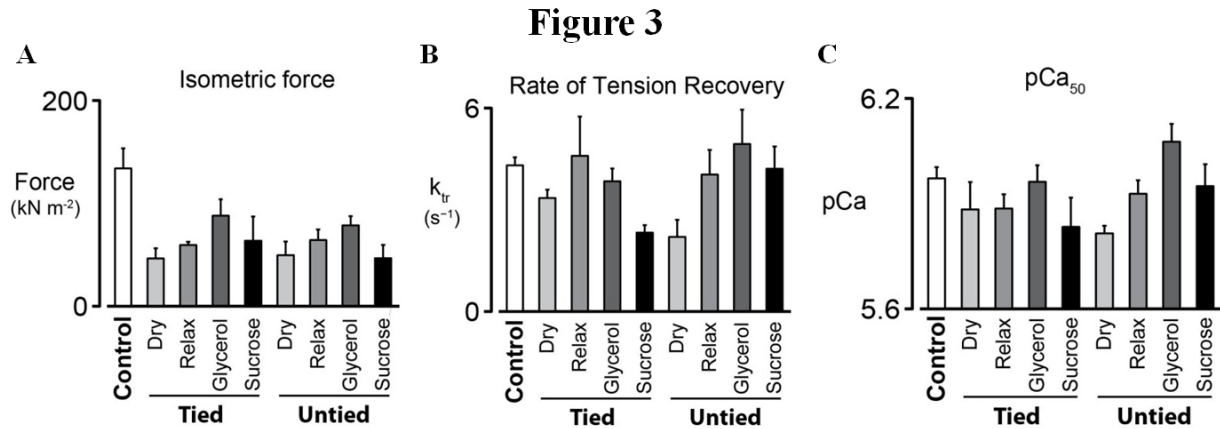 Figure 3
A
Isometric force
200
Force
(kN m⁻²)
0
Control
Dry
Relax
Glycerol
Sucrose
Dry
Relax
Glycerol
Sucrose
Tied
Untied
B
Rate of Tension Recovery
6
kₜᵣ
(s⁻¹)
0
Control
Dry
Relax
Glycerol
Sucrose
Dry
Relax
Glycerol
Sucrose
Tied
Untied
C
pCa₅₀
6.2
pCa
5.6
Control
Dry
Relax
Glycerol
Sucrose
Dry
Relax
Glycerol
Sucrose
Tied
Untied